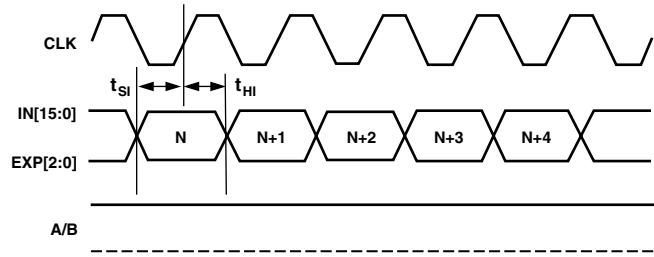 CLK
tSI tHI
IN[15:0]
N N+1 N+2 N+3 N+4
EXP[2:0]
A/B